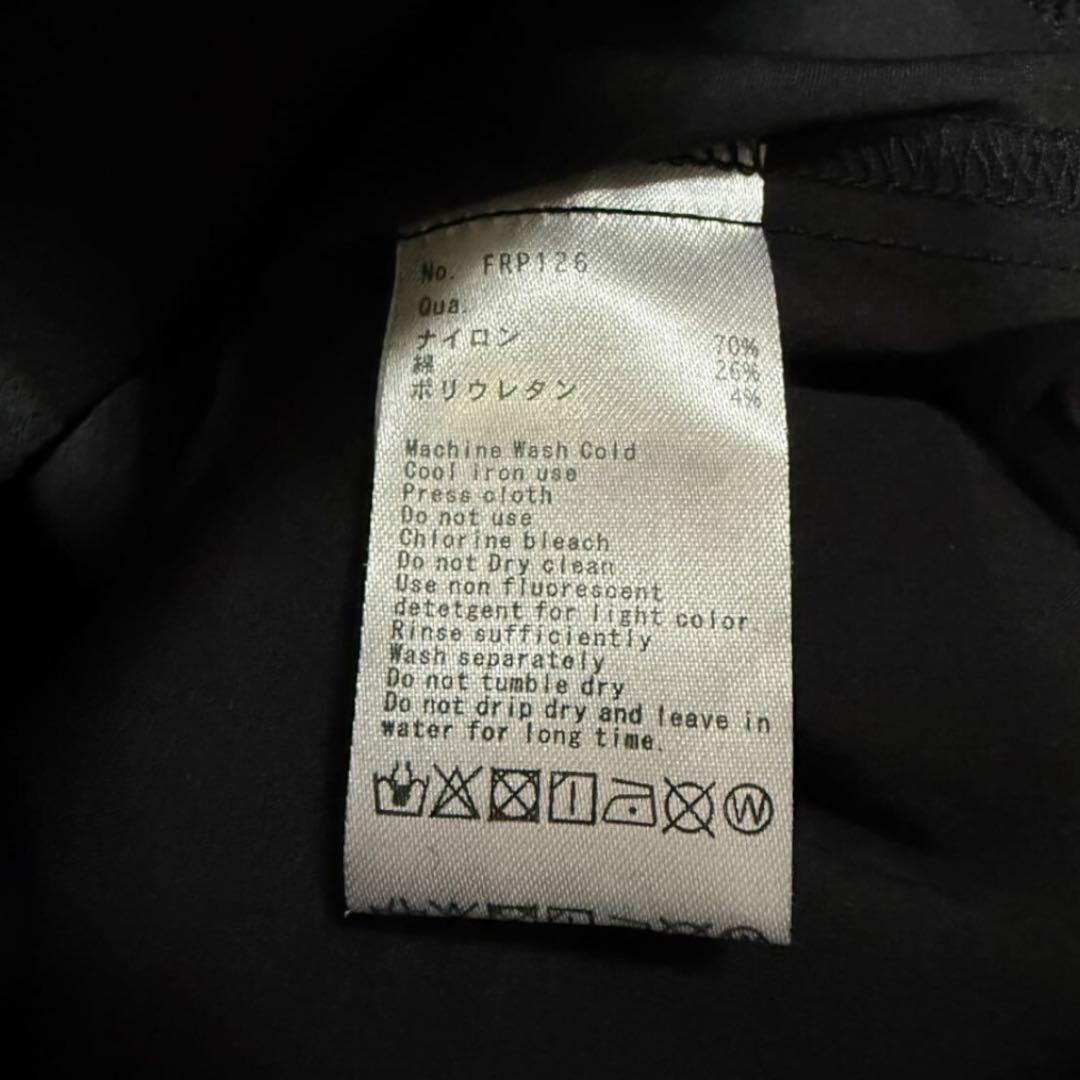 No. FRP126
Qua.
ナイロン 70%
綿 26%
ポリウレタン 4%
Machine Wash Cold
Cool iron use
Press cloth
Do not use
Chlorine bleach
Do not Dry clean
Use non fluorescent
detetgent for light color.
Rinse sufficiently
Wash separately
Do not tumble dry
Do not drip dry and leave in
water for long time.
W